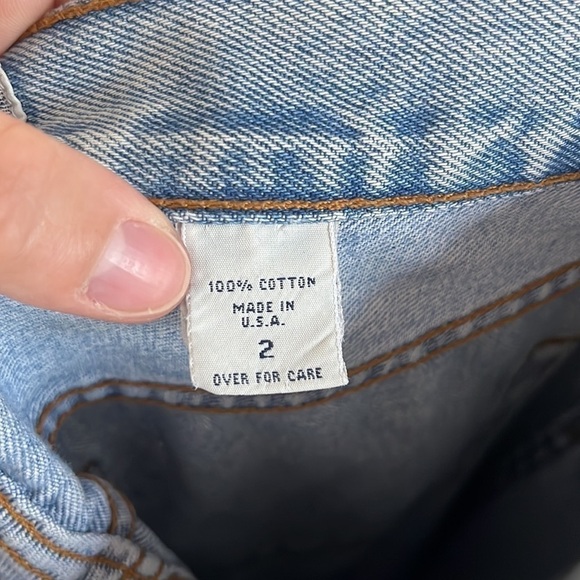 100% COTTON
MADE IN
U.S.A.
2
OVER FOR CARE